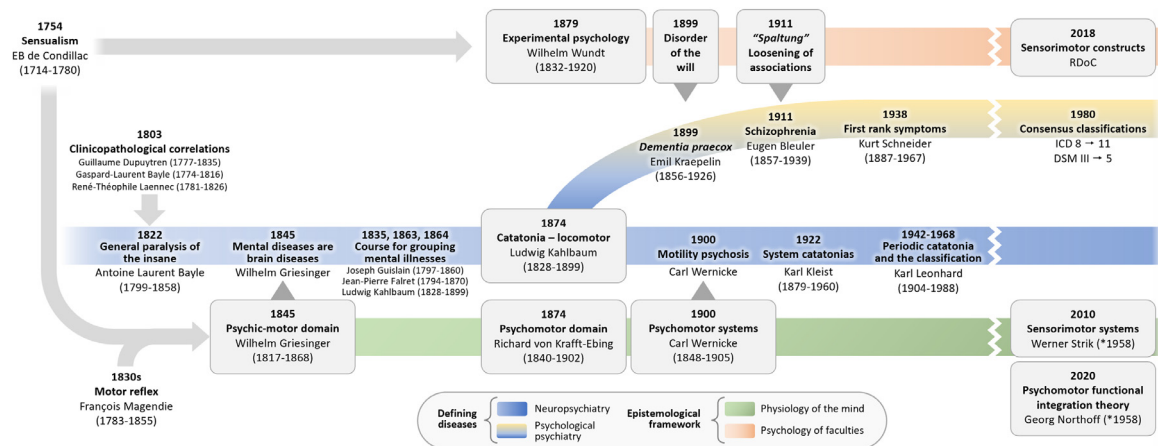 1754
Sensualism
EB de Condillac
(1714-1780)
1879
Experimental psychology
Wilhelm Wundt
(1832-1920)
1899
Disorder
of the
will
1911
“Spaltung”
Loosening of
associations
2018
Sensorimotor constructs
RDoC
1803
Clinicopathological correlations
Guillaume Dupuytren (1777-1835)
Gaspard-Laurent Bayle (1774-1816)
René-Théophile Laennec (1781-1826)
1899
Dementia praecox
Emil Kraepelin
(1856-1926)
1911
Schizophrenia
Eugen Bleuler
(1857-1939)
1938
First rank symptoms
Kurt Schneider
(1887-1967)
1980
Consensus classifications
ICD 8 → 11
DSM III → 5
1822
General paralysis of
the insane
Antoine Laurent Bayle
(1799-1858)
1845
Mental diseases are
brain diseases
Wilhelm Griesinger
1835, 1863, 1864
Course for grouping
mental illnesses
Joseph Guislain (1797-1860)
Jean-Pierre Falret (1794-1870)
Ludwig Kahlbaum (1828-1899)
1874
Catatonia – locomotor
Ludwig Kahlbaum
(1828-1899)
1900
Motility psychosis
Carl Wernicke
1922
System catatonias
Karl Kleist
(1879-1960)
1942-1968
Periodic catatonia
and the classification
Karl Leonhard
(1904-1988)
1845
Psychic-motor domain
Wilhelm Griesinger
(1817-1868)
1874
Psychomotor domain
Richard von Krafft-Ebing
(1840-1902)
1900
Psychomotor systems
Carl Wernicke
(1848-1905)
2010
Sensorimotor systems
Werner Strik (*1958)
1830s
Motor reflex
François Magendie
(1783-1855)
2020
Psychomotor functional
integration theory
Georg Northoff (*1958)
Defining
diseases
Neuropsychiatry
Psychological
psychiatry
Epistemological
framework
Physiology of the mind
Psychology of faculties